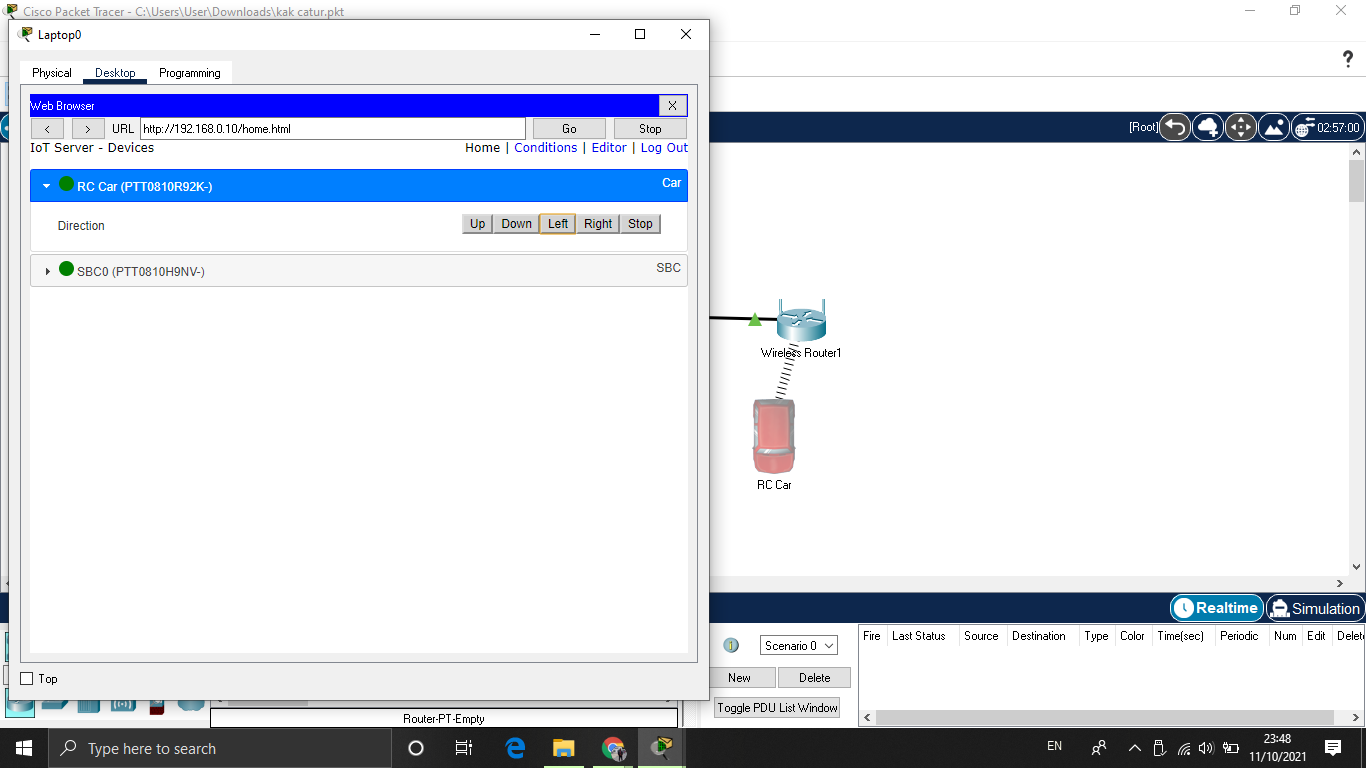 Cisco Packet Tracer - C:\Users\User\Downloads\kak catur.pkt
Laptop0
?
Physical Desktop Programming
Web Browser X
< > URL http://192.168.0.10/home.html Go Stop
IoT Server - Devices Home | Conditions | Editor | Log Out
[Root] 02:57:00
RC Car (PTT0810R92K-) Car
Direction Up Down Left Right Stop
SBC0 (PTT0810H9NV-) SBC
Wireless Router1
RC Car
Realtime Simulation
Top
Scenario 0
New Delete
Toggle PDU List Window
Fire Last Status Source Destination Type Color Time(sec) Periodic Num Edit Delete
Router-PT-Empty
Type here to search
EN
23:48
11/10/2021